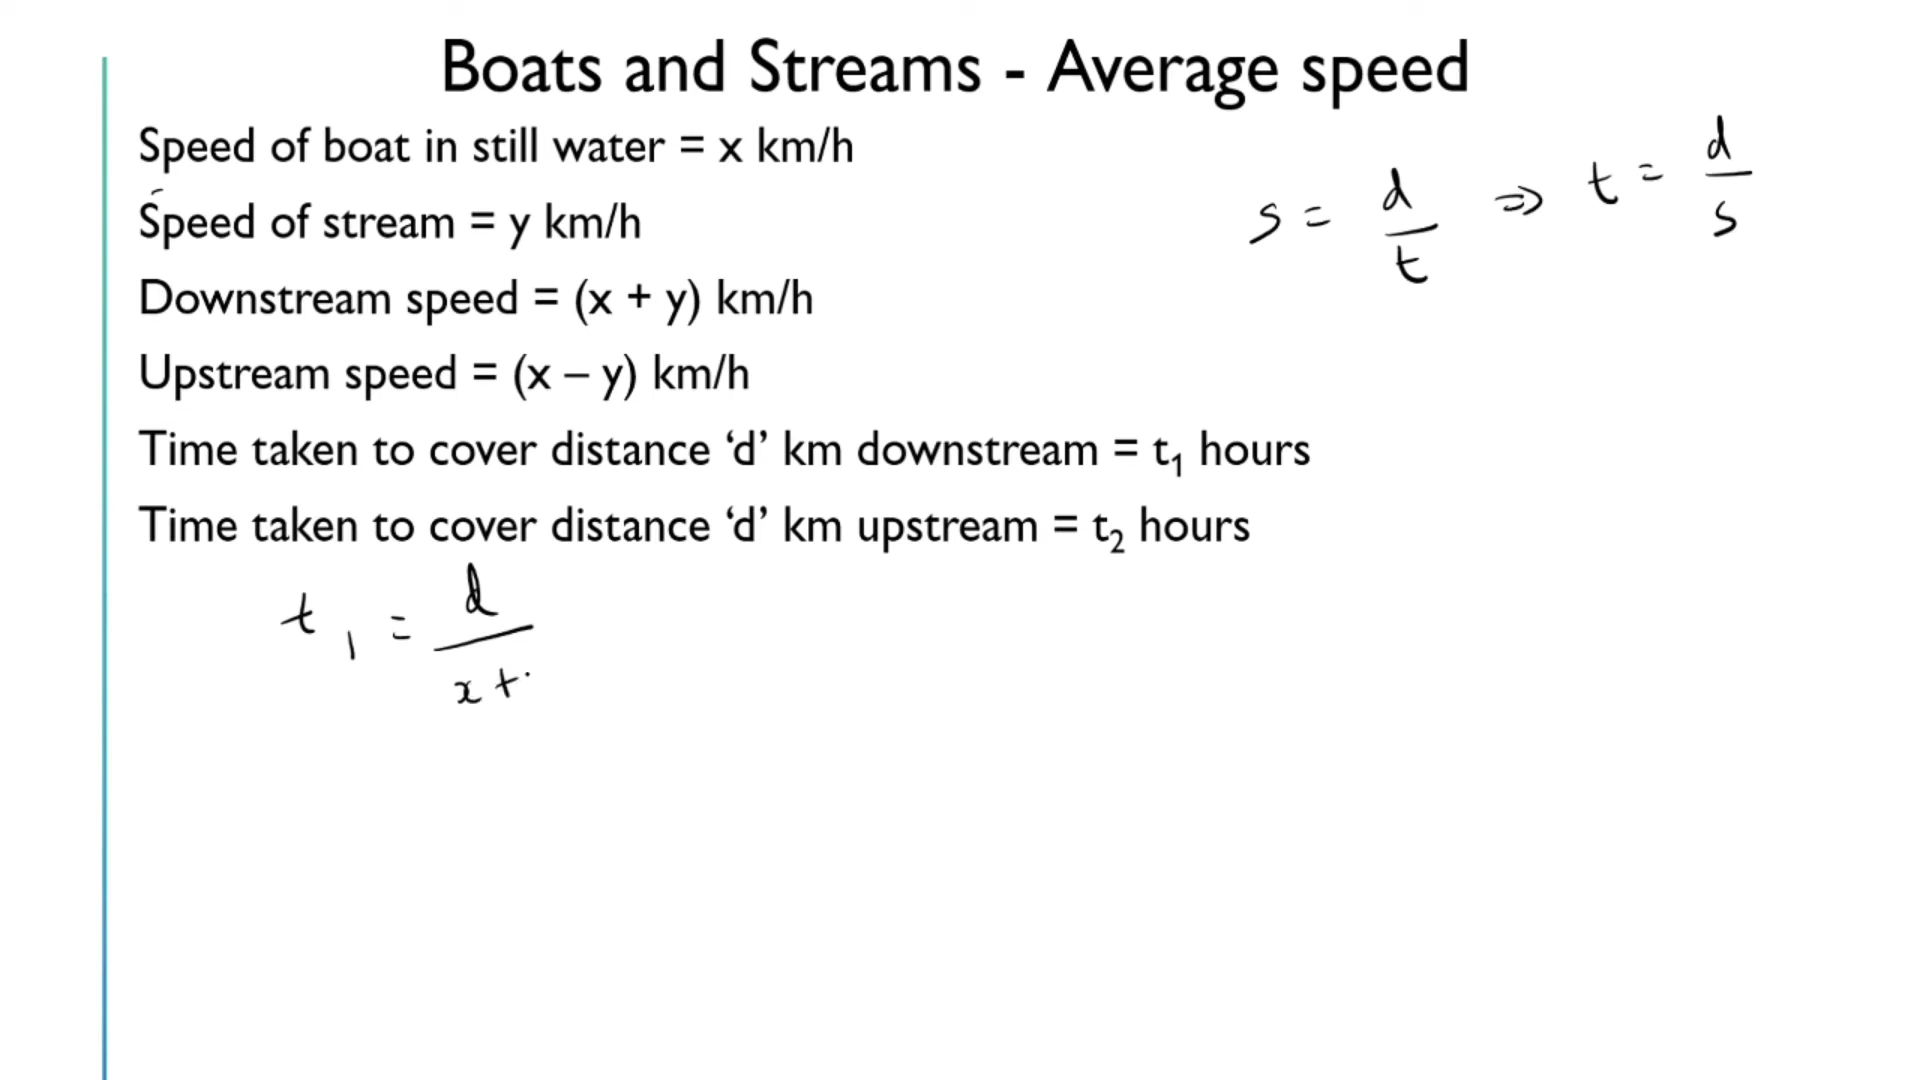 Boats and Streams - Average speed
Speed of boat in still water = x km/h
Speed of stream = y km/h
Downstream speed = (x + y) km/h
Upstream speed = (x – y) km/h
Time taken to cover distance ‘d’ km downstream = t₁ hours
Time taken to cover distance ‘d’ km upstream = t₂ hours
s = d/t ⇒ t = d/s
t₁ = d/x+